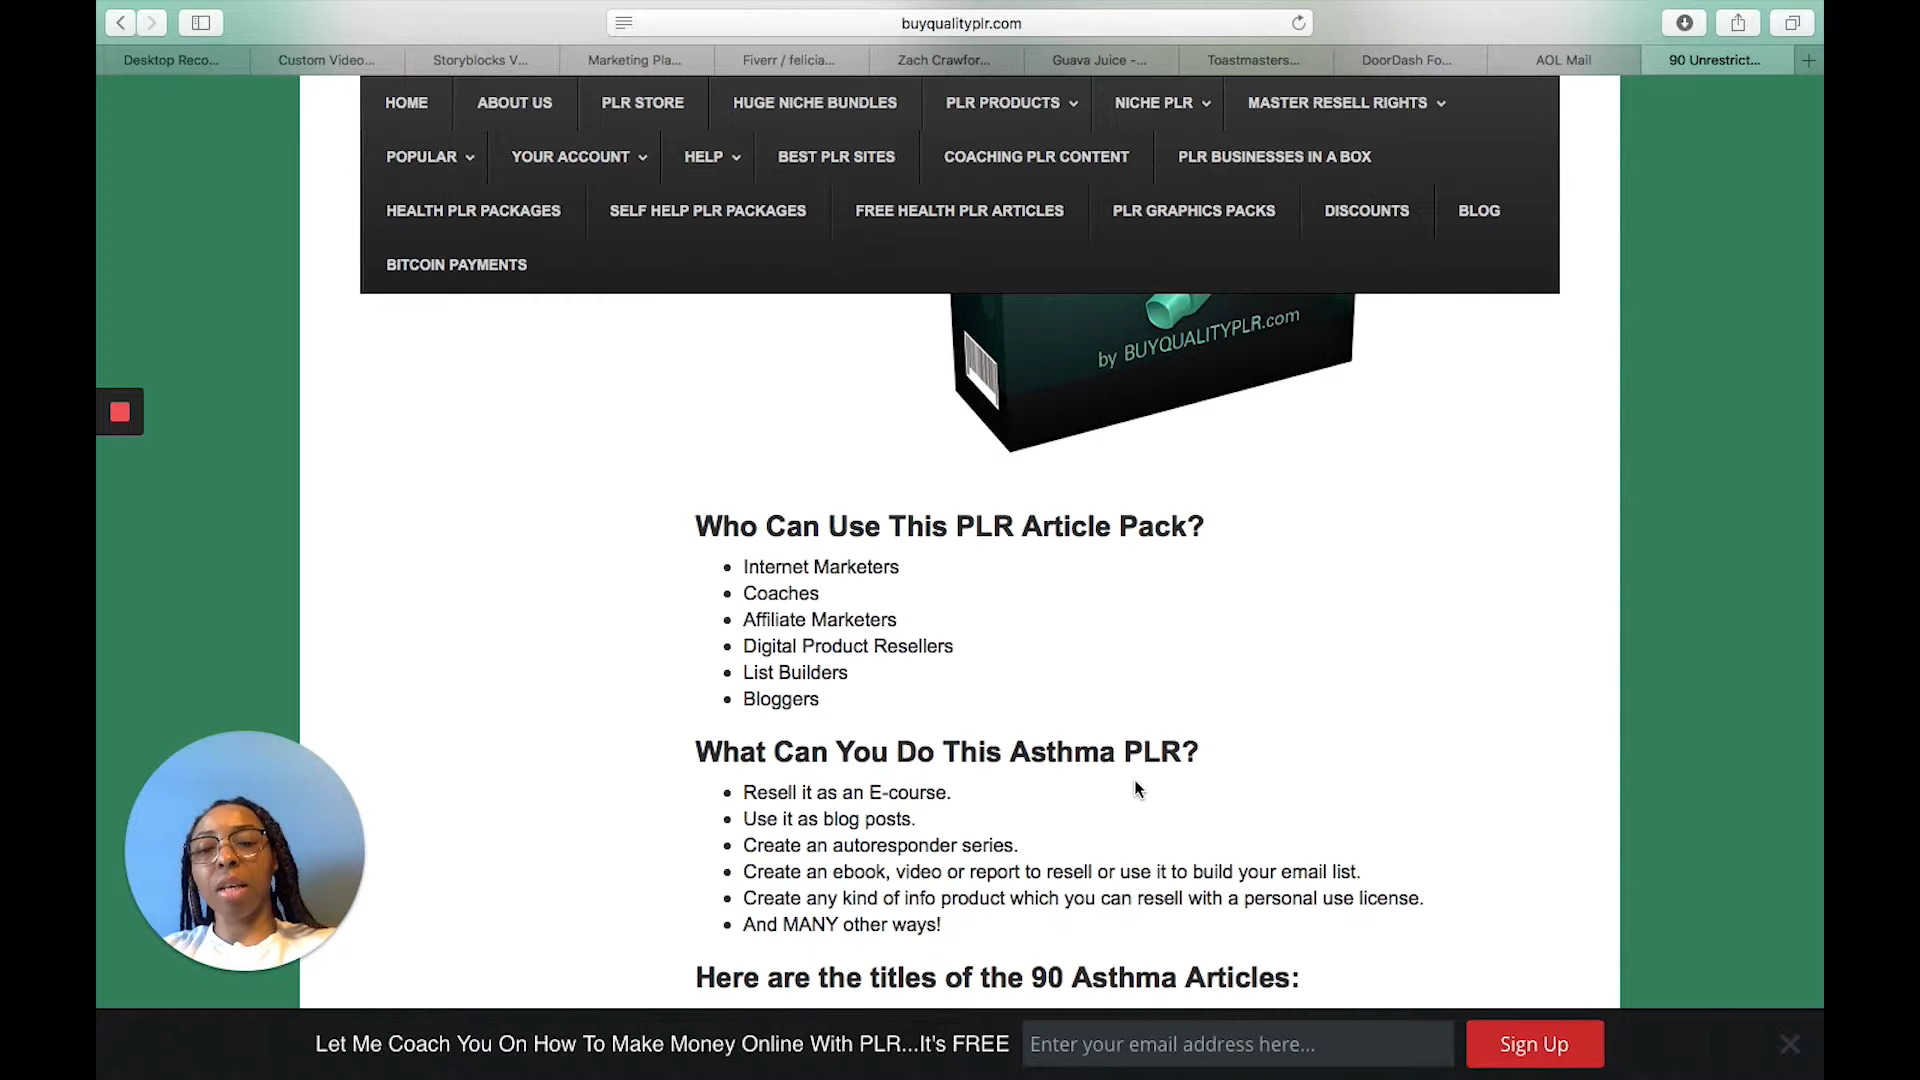 buyqualityplr.com
Desktop Reco...
Custom Video...
Storyblocks V...
Marketing Pla...
Fiverr / felicia...
Zach Crawfor...
Guava Juice -...
Toastmasters...
DoorDash Fo...
AOL Mail
90 Unrestrict...
HOME ABOUT US PLR STORE HUGE NICHE BUNDLES PLR PRODUCTS NICHE PLR MASTER RESELL RIGHTS
POPULAR YOUR ACCOUNT HELP BEST PLR SITES COACHING PLR CONTENT PLR BUSINESSES IN A BOX
HEALTH PLR PACKAGES SELF HELP PLR PACKAGES FREE HEALTH PLR ARTICLES PLR GRAPHICS PACKS DISCOUNTS BLOG
BITCOIN PAYMENTS
by BUYQUALITYPLR.com
Who Can Use This PLR Article Pack?
• Internet Marketers
• Coaches
• Affiliate Marketers
• Digital Product Resellers
• List Builders
• Bloggers
What Can You Do This Asthma PLR?
• Resell it as an E-course.
• Use it as blog posts.
• Create an autoresponder series.
• Create an ebook, video or report to resell or use it to build your email list.
• Create any kind of info product which you can resell with a personal use license.
• And MANY other ways!
Here are the titles of the 90 Asthma Articles:
Let Me Coach You On How To Make Money Online With PLR...It's FREE Enter your email address here... Sign Up